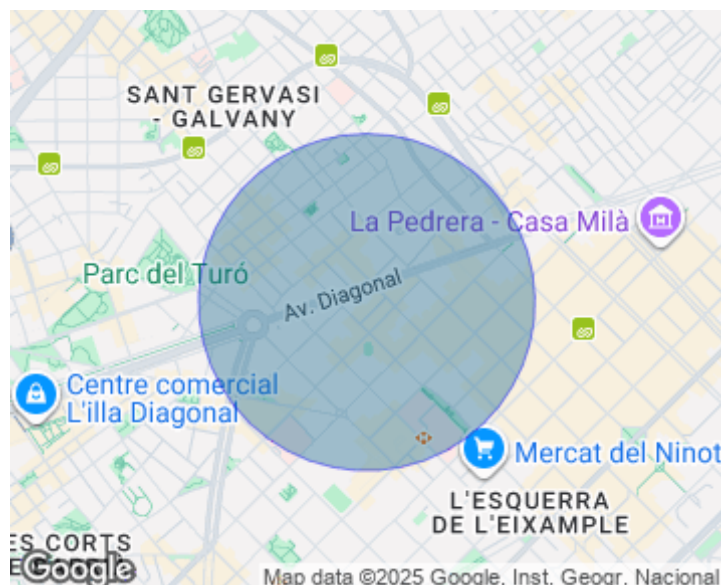 SANT GERVASI
- GALVANY
La Pedrera - Casa Milà
Parc del Turó
Av. Diagonal
Centre comercial
L'illa Diagonal
Mercat del Ninot
L'ESQUERRA
DE L'EIXAMPLE
ES CORTS
Google
Map data ©2025 Google, Inst. Geogr. Nacional